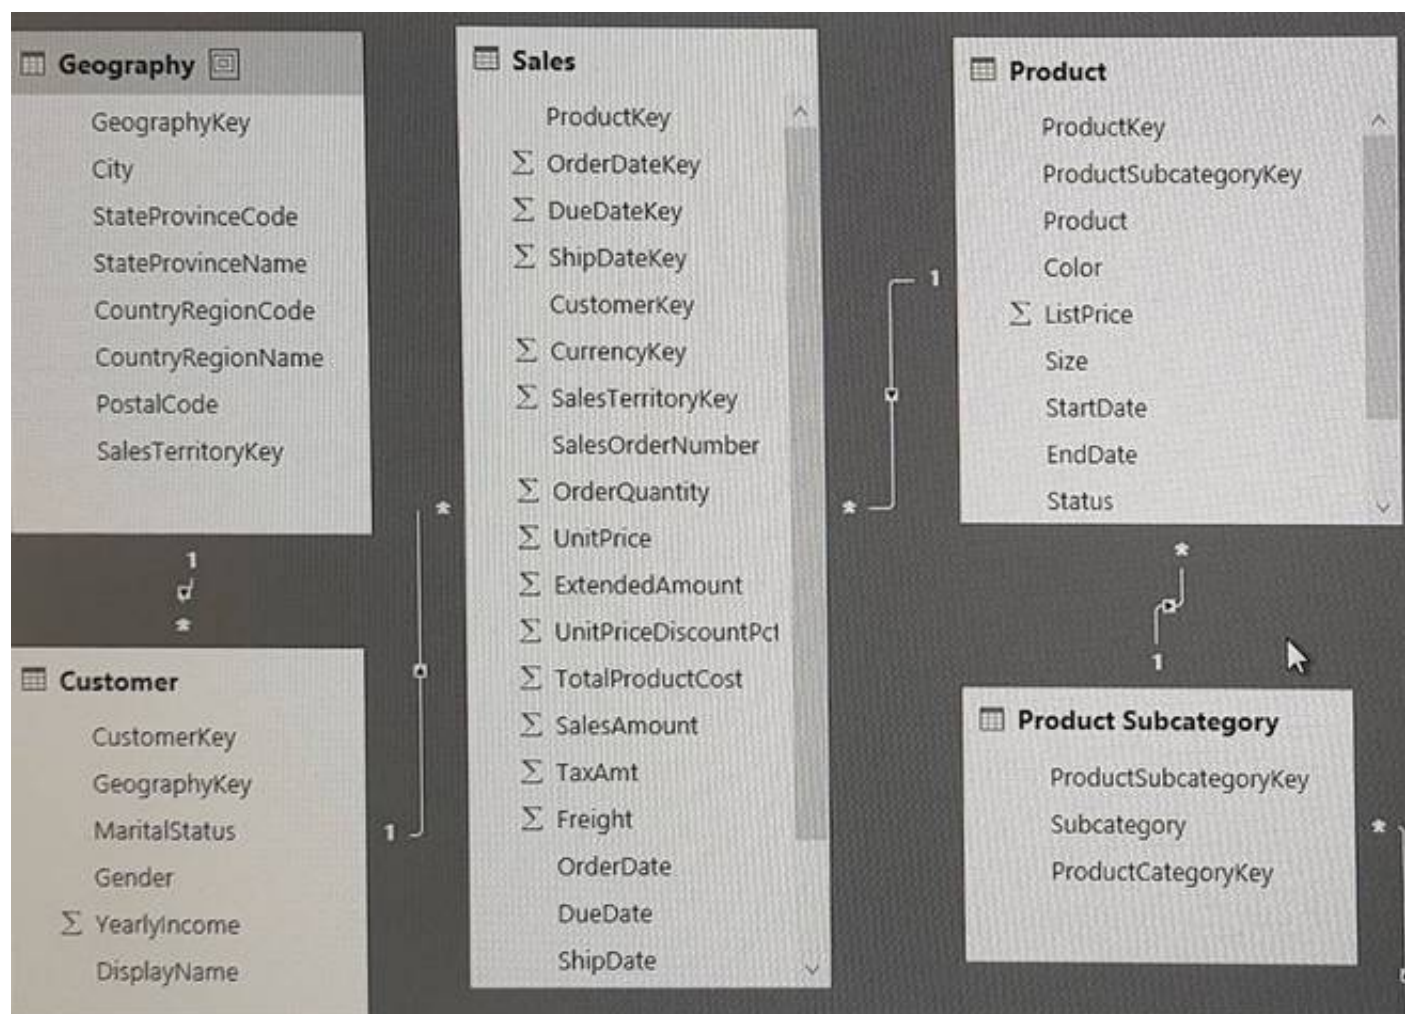 Geography
GeographyKey
City
StateProvinceCode
StateProvinceName
CountryRegionCode
CountryRegionName
PostalCode
SalesTerritoryKey
1
*
Customer
CustomerKey
GeographyKey
MaritalStatus
Gender
Σ YearlyIncome
DisplayName
*
1
Sales
ProductKey
Σ OrderDateKey
Σ DueDateKey
Σ ShipDateKey
CustomerKey
Σ CurrencyKey
Σ SalesTerritoryKey
SalesOrderNumber
Σ OrderQuantity
Σ UnitPrice
Σ ExtendedAmount
Σ UnitPriceDiscountPct
Σ TotalProductCost
Σ SalesAmount
Σ TaxAmt
Σ Freight
OrderDate
DueDate
ShipDate
1
*
Product
ProductKey
ProductSubcategoryKey
Product
Color
Σ ListPrice
Size
StartDate
EndDate
Status
*
1
Product Subcategory
ProductSubcategoryKey
Subcategory
ProductCategoryKey
*